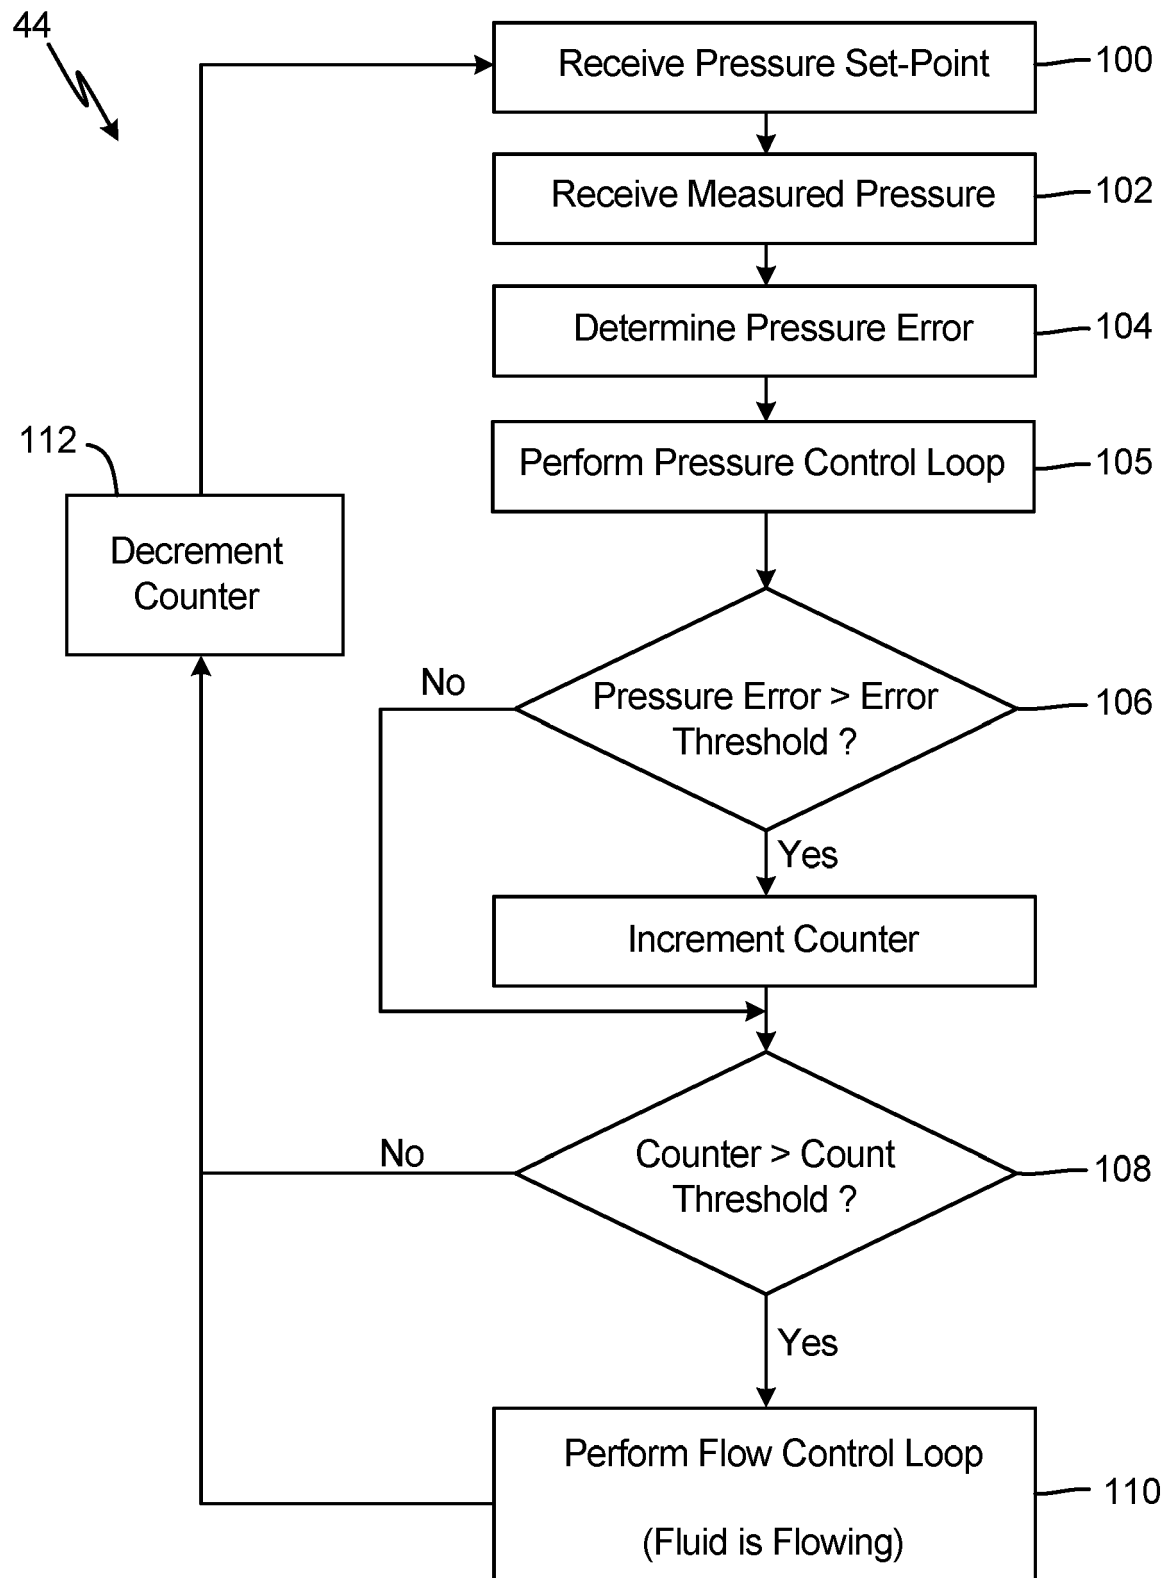 44
Receive Pressure Set-Point
100
Receive Measured Pressure
102
Determine Pressure Error
104
Perform Pressure Control Loop
105
112
Decrement
Counter
No
Pressure Error > Error
Threshold ?
106
Yes
Increment Counter
No
Counter > Count
Threshold ?
108
Yes
Perform Flow Control Loop
(Fluid is Flowing)
110